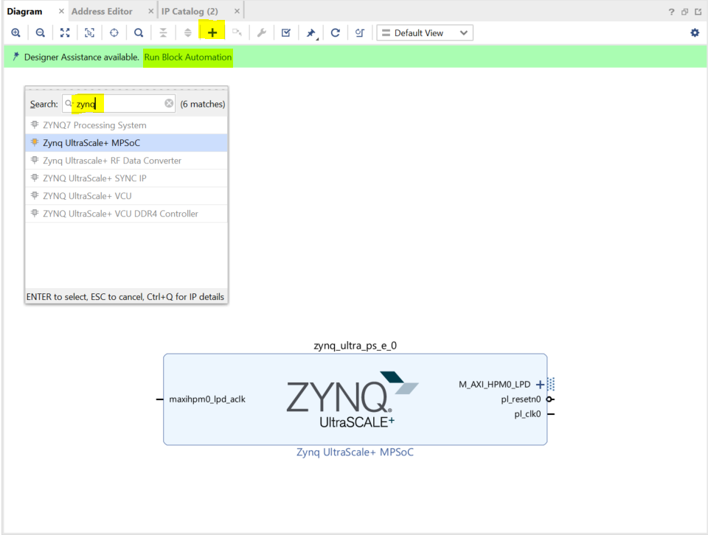 Diagram × Address Editor × IP Catalog (2) × ? 
Default View
Designer Assistance available. Run Block Automation
Search: zynq (6 matches)
ZYNQ7 Processing System
Zynq UltraScale+ MPSoC
Zynq Ultrascale+ RF Data Converter
ZYNQ UltraScale+ SYNC IP
ZYNQ UltraScale+ VCU
ZYNQ UltraScale+ VCU DDR4 Controller
ENTER to select, ESC to cancel, Ctrl+Q for IP details
zynq_ultra_ps_e_0
M_AXI_HPM0_LPD
maxihpm0_lpd_aclk
pl_resetn0
pl_clk0
ZYNQ.
UltraSCALE+
Zynq UltraScale+ MPSoC